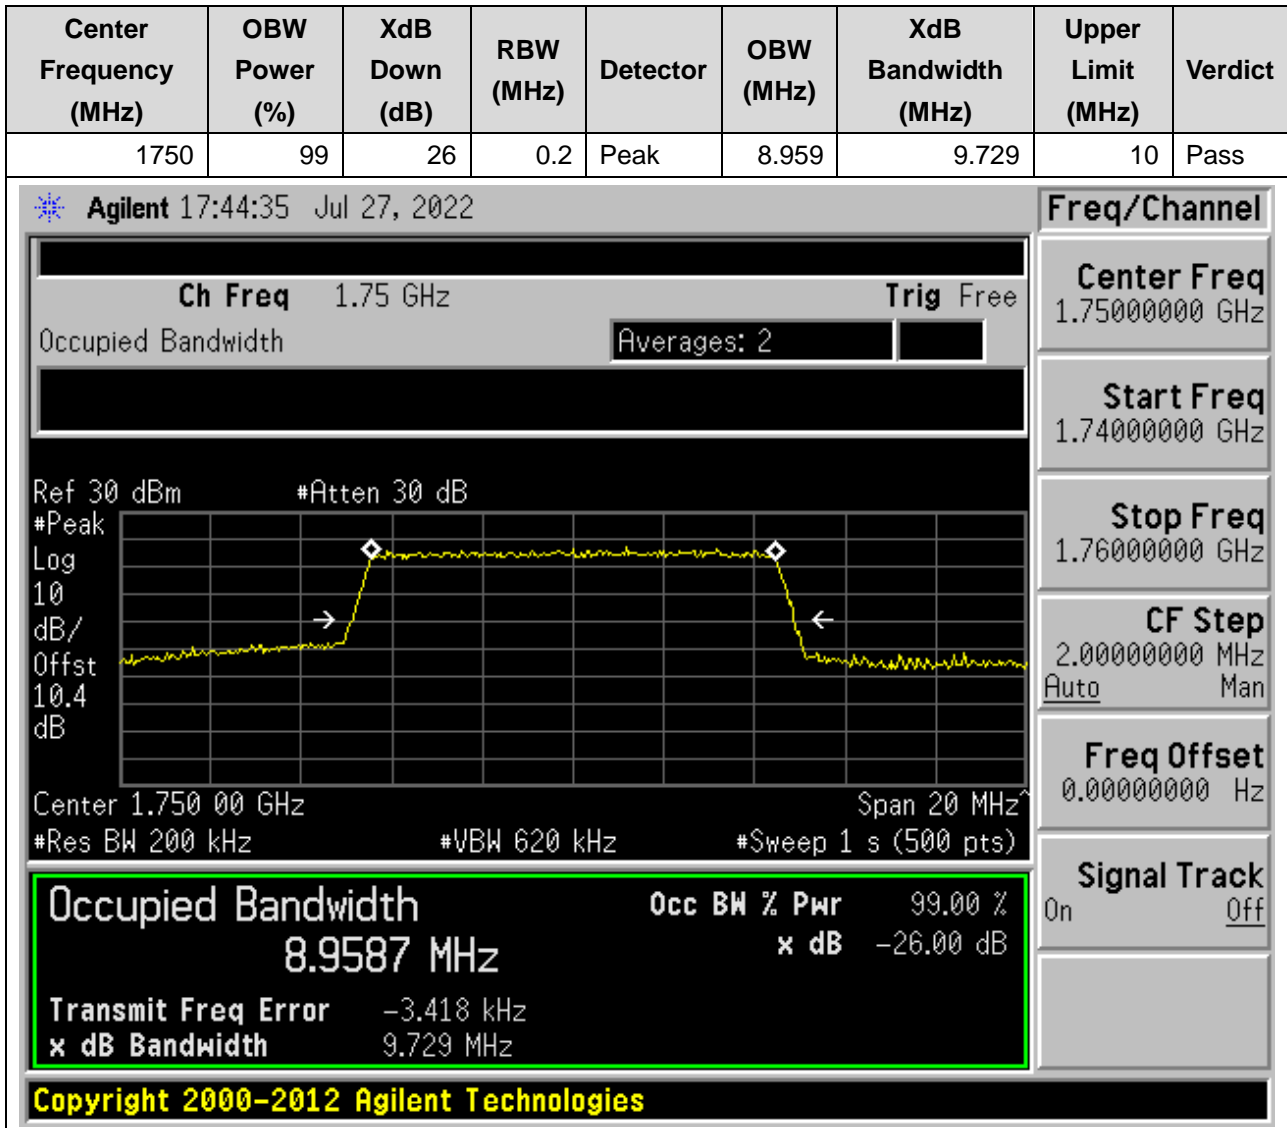 Center Frequency (MHz) OBW Power (%) XdB Down (dB) RBW (MHz) Detector OBW (MHz) XdB Bandwidth (MHz) Upper Limit (MHz) Verdict
1750 99 26 0.2 Peak 8.959 9.729 10 Pass
Agilent 17:44:35 Jul 27, 2022
Freq/Channel
Ch Freq 1.75 GHz Trig Free
Occupied Bandwidth Averages: 2
Center Freq
1.75000000 GHz
Start Freq
1.74000000 GHz
Stop Freq
1.76000000 GHz
CF Step
2.00000000 MHz
Auto Man
Freq Offset
0.00000000 Hz
Signal Track
On Off
Ref 30 dBm #Atten 30 dB
#Peak
Log
10
dB/
Offst
10.4
dB
Center 1.750 00 GHz Span 20 MHz^
#Res BW 200 kHz #VBW 620 kHz #Sweep 1 s (500 pts)
Occupied Bandwidth Occ BW % Pwr 99.00 %
8.9587 MHz x dB -26.00 dB
Transmit Freq Error -3.418 kHz
x dB Bandwidth 9.729 MHz
Copyright 2000-2012 Agilent Technologies